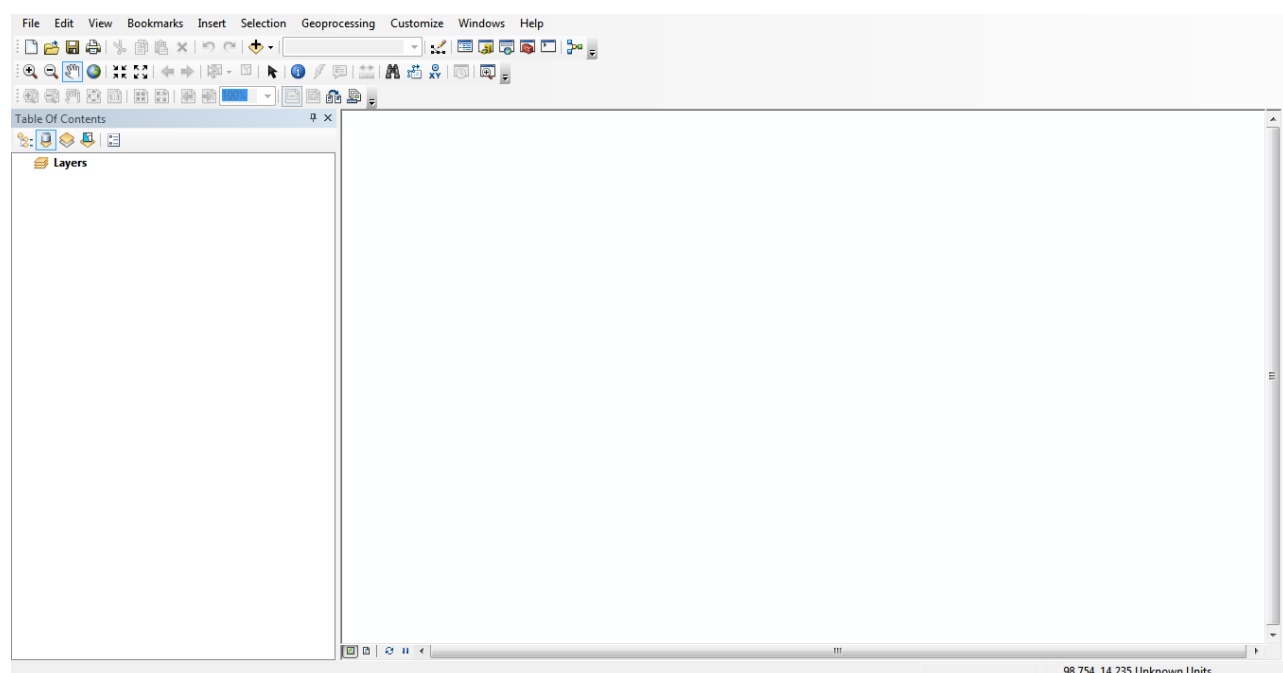 File Edit View Bookmarks Insert Selection Geoprocessing Customize Windows Help
100%
Table Of Contents
Layers
98.754 14.235 Unknown Units